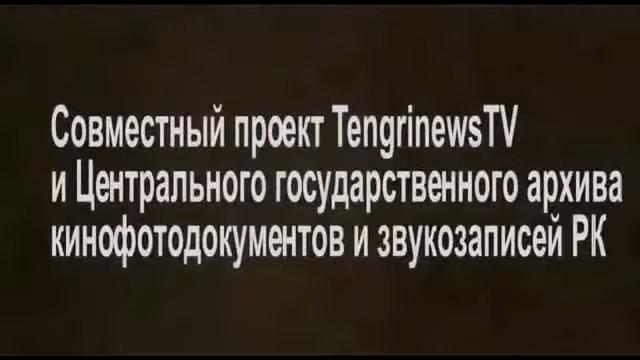 Совместный проект TengrinewsTV
и Центрального государственного архива
кинофотодокументов и звукозаписей РК